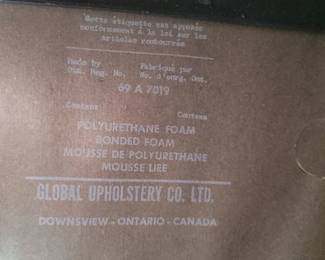 Cette étiquette est apposée
conformément à la loi sur les
articles rembourrés
Made by Fabriqué par
Ont. Reg. No. No. d'enrg. Ont.
69 A 7019
Content Contenu
POLYURETHANE FOAM
BONDED FOAM
MOUSSE DE POLYURETHANE
MOUSSE LIEE
GLOBAL UPHOLSTERY CO. LTD.
DOWNSVIEW - ONTARIO - CANADA